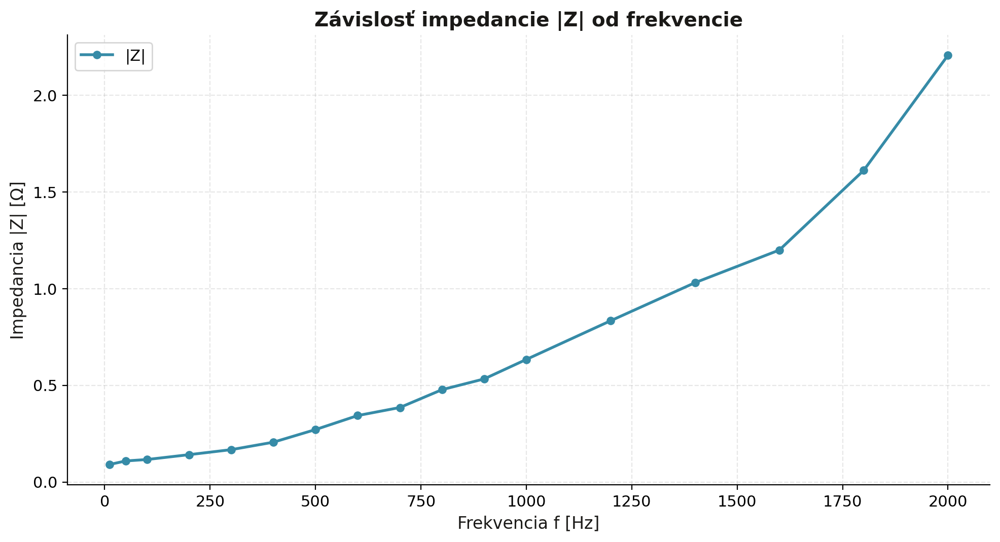 Závislosť impedancie |Z| od frekvencie
|Z|
2.0
1.5
1.0
0.5
0.0
Impedancia |Z| [Ω]
0 250 500 750 1000 1250 1500 1750 2000
Frekvencia f [Hz]